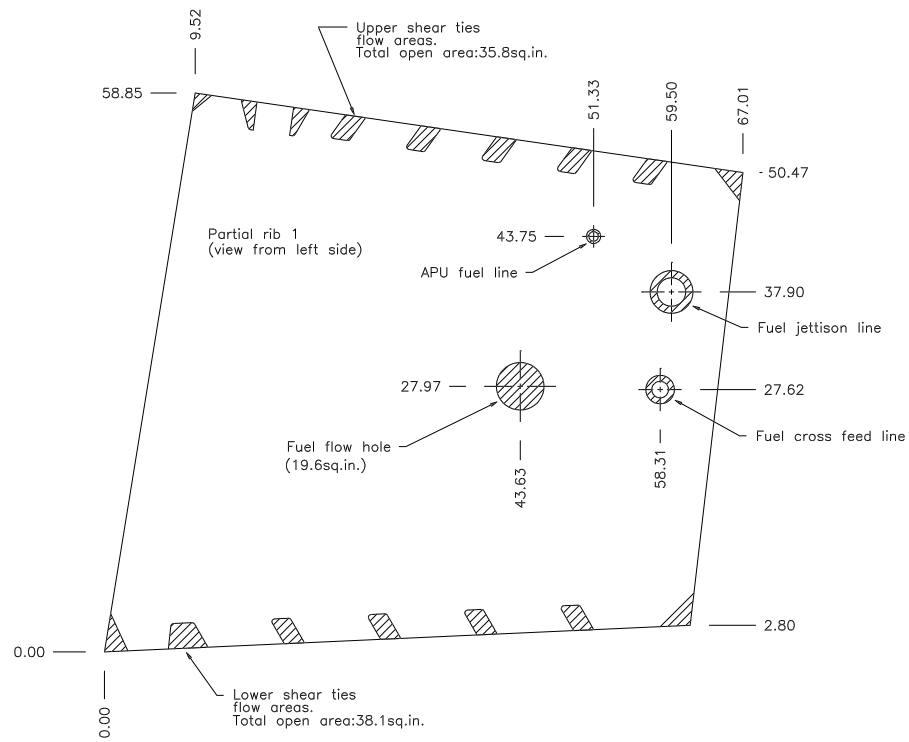 9.52
Upper shear ties
flow areas.
Total open area:35.8sq.in.
58.85
51.33
59.50
67.01
50.47
Partial rib 1
(view from left side)
43.75
APU fuel line
37.90
Fuel jettison line
27.97
27.62
Fuel flow hole
(19.6sq.in.)
43.63
58.31
Fuel cross feed line
0.00
2.80
0.00
Lower shear ties
flow areas.
Total open area:38.1sq.in.